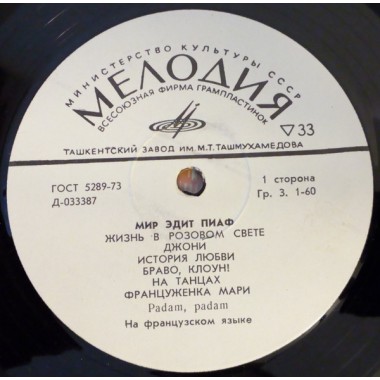 МИНИСТЕРСТВО КУЛЬТУРЫ СССР
МЕЛОДИЯ
ВСЕСОЮЗНАЯ ФИРМА ГРАМПЛАСТИНОК
▽33
ТАШКЕНТСКИЙ ЗАВОД ИМ. М.Т. ТАШМУХАМЕДОВА
ГОСТ 5289-73
Д-033387
1 сторона
Гр. 3. 1-60
МИР ЭДИТ ПИАФ
ЖИЗНЬ В РОЗОВОМ СВЕТЕ
ДЖОНИ
ИСТОРИЯ ЛЮБВИ
БРАВО, КЛОУН!
НА ТАНЦАХ
ФРАНЦУЖЕНКА МАРИ
Padam, padam
На французском языке